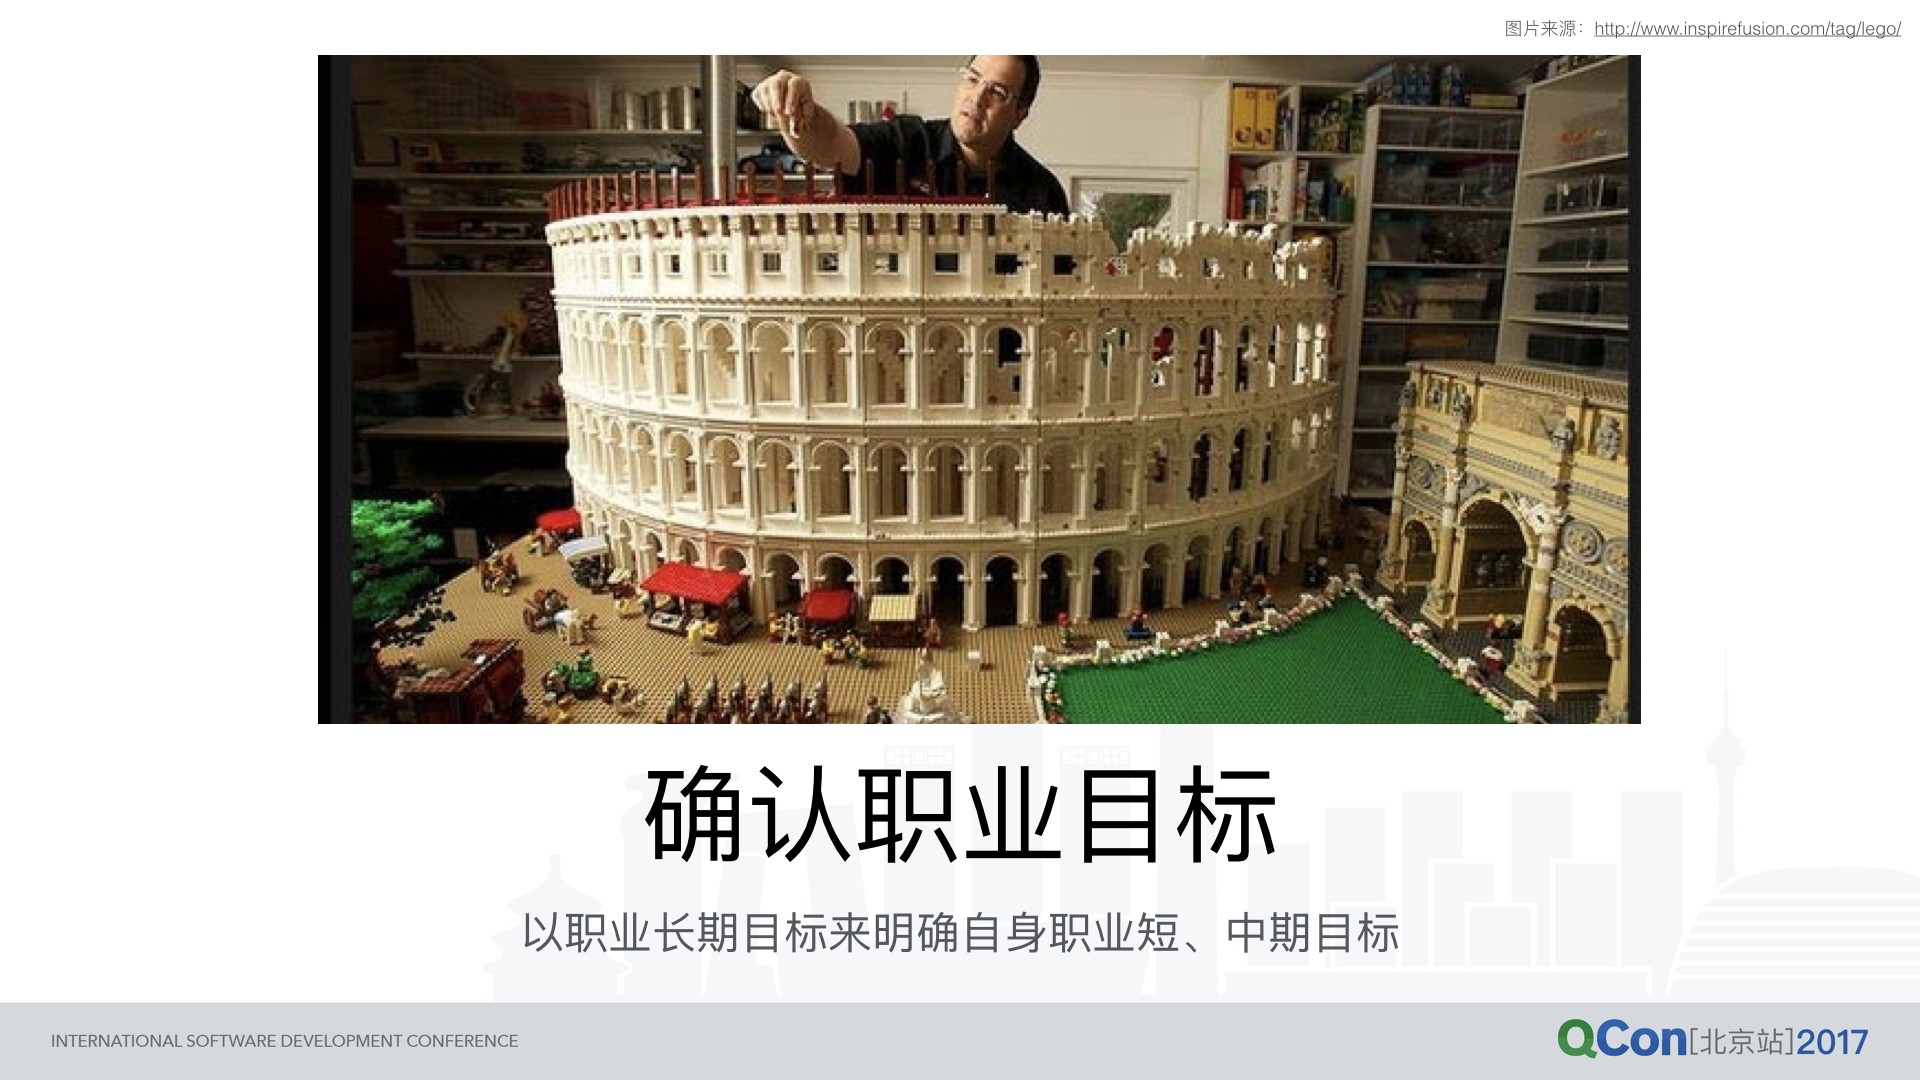 图片来源：http://www.inspirefusion.com/tag/lego/
确认职业目标
以职业长期目标来明确自身职业短、中期目标
INTERNATIONAL SOFTWARE DEVELOPMENT CONFERENCE
QCon[北京站]2017